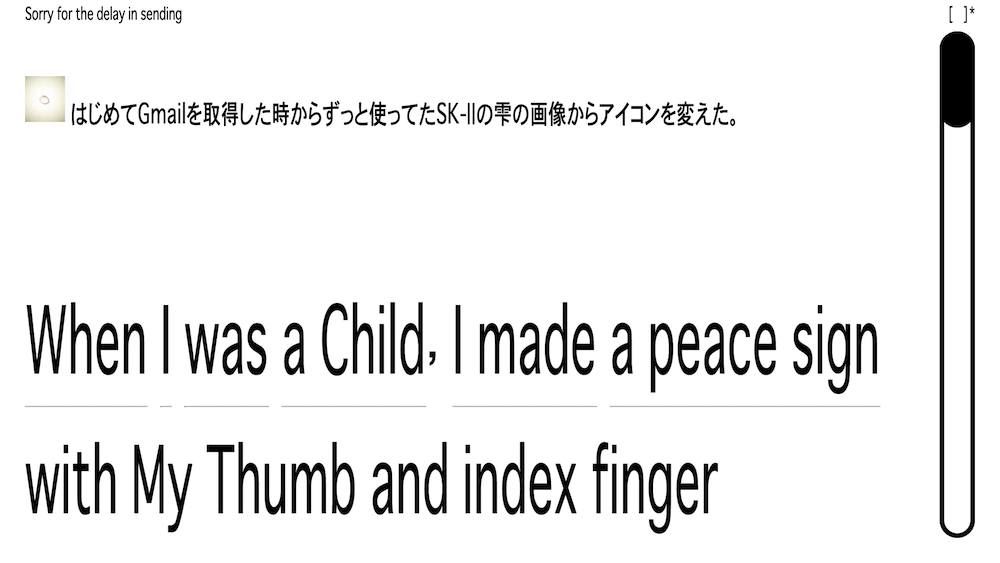 Sorry for the delay in sending
[ ]*
はじめてGmailを取得した時からずっと使ってたSK-IIの雫の画像からアイコンを変えた。
When I was a Child, I made a peace sign
with My Thumb and index finger